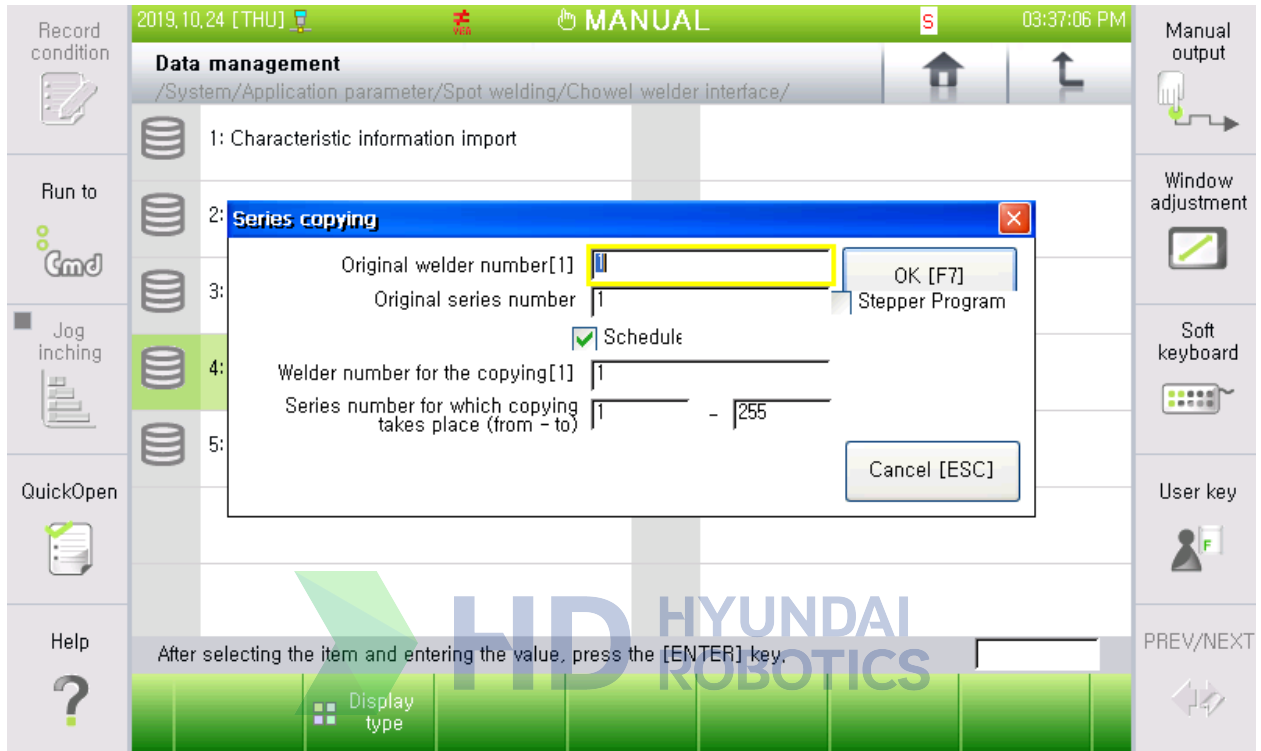 Record
condition
Run to
Cmd
Jog
inching
QuickOpen
Help
2019,10,24 [THU]
VER
MANUAL
S
03:37:06 PM
Data management
/System/Application parameter/Spot welding/Chowel welder interface/
1: Characteristic information import
2:
3:
4:
5:
Series copying
Original welder number[1] 1
OK [F7]
Original series number 1
Stepper Program
Schedule
Welder number for the copying[1] 1
Series number for which copying
takes place (from - to) 1 - 255
Cancel [ESC]
HD HYUNDAI
ROBOTICS
After selecting the item and entering the value, press the [ENTER] key.
Display
type
Manual
output
Window
adjustment
Soft
keyboard
User key
F
PREV/NEXT